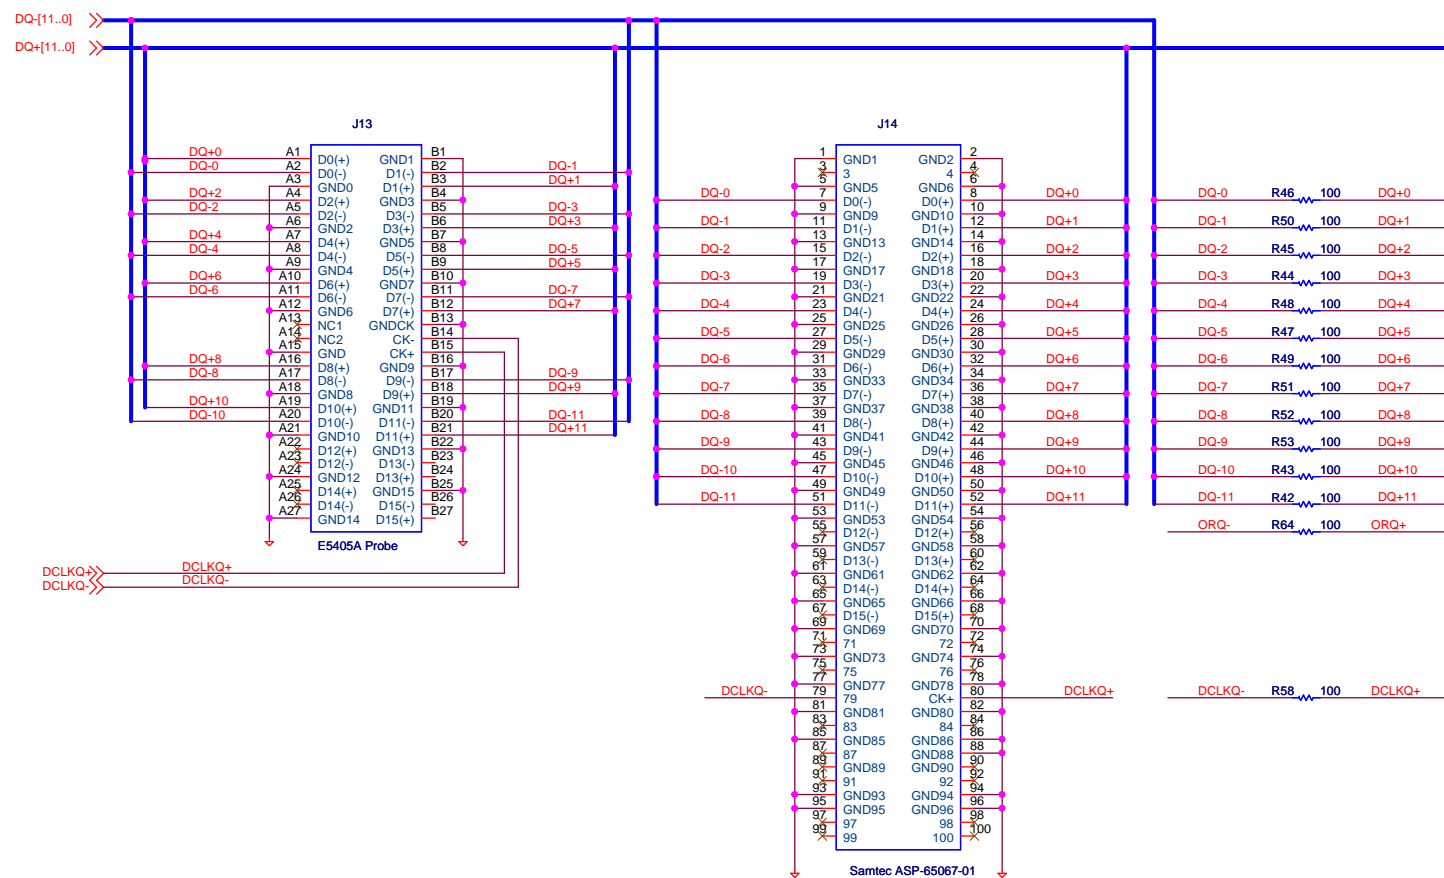 DQ-[11..0]
DQ+[11..0]
J13
DQ+0 A1 D0(+) GND1 B1
DQ-0 A2 D0(-) D1(-) B2 DQ-1
A3 GND0 D1(+) B3 DQ+1
DQ+2 A4 D2(+) GND3 B4
DQ-2 A5 D2(-) D3(-) B5 DQ-3
A6 GND2 D3(+) B6 DQ+3
DQ+4 A7 D4(+) GND5 B7
DQ-4 A8 D4(-) D5(-) B8 DQ-5
A9 GND4 D5(+) B9 DQ+5
DQ+6 A10 D6(+) GND7 B10
DQ-6 A11 D6(-) D7(-) B11 DQ-7
A12 GND6 D7(+) B12 DQ+7
A13 NC1 GNDCK B13
A14 NC2 CK- B14
A15 GND CK+ B15
DQ+8 A16 D8(+) GND9 B16
DQ-8 A17 D8(-) D9(-) B17 DQ-9
A18 GND8 D9(+) B18 DQ+9
DQ+10 A19 D10(+) GND11 B19
DQ-10 A20 D10(-) D11(-) B20 DQ-11
A21 GND10 D11(+) B21 DQ+11
A22 D12(+) GND13 B22
A23 D12(-) D13(-) B23
A24 GND12 D13(+) B24
A25 D14(+) GND15 B25
A26 D14(-) D15(-) B26
A27 GND14 D15(+) B27
E5405A Probe
DCLKQ+ DCLKQ+
DCLKQ- DCLKQ-
J14
1 GND1 GND2 2
3 3 4 4
5 GND5 GND6 6
DQ-0 7 D0(-) D0(+) 8 DQ+0
9 GND9 GND10 10
DQ-1 11 D1(-) D1(+) 12 DQ+1
13 GND13 GND14 14
DQ-2 15 D2(-) D2(+) 16 DQ+2
17 GND17 GND18 18
DQ-3 19 D3(-) D3(+) 20 DQ+3
21 GND21 GND22 22
DQ-4 23 D4(-) D4(+) 24 DQ+4
25 GND25 GND26 26
DQ-5 27 D5(-) D5(+) 28 DQ+5
29 GND29 GND30 30
DQ-6 31 D6(-) D6(+) 32 DQ+6
33 GND33 GND34 34
DQ-7 35 D7(-) D7(+) 36 DQ+7
37 GND37 GND38 38
DQ-8 39 D8(-) D8(+) 40 DQ+8
41 GND41 GND42 42
DQ-9 43 D9(-) D9(+) 44 DQ+9
45 GND45 GND46 46
DQ-10 47 D10(-) D10(+) 48 DQ+10
49 GND49 GND50 50
DQ-11 51 D11(-) D11(+) 52 DQ+11
53 GND53 GND54 54
55 D12(-) D12(+) 56
57 GND57 GND58 58
59 D13(-) D13(+) 60
61 GND61 GND62 62
63 D14(-) D14(+) 64
65 GND65 GND66 66
67 D15(-) D15(+) 68
69 GND69 GND70 70
71 71 72 72
73 GND73 GND74 74
75 75 76 76
77 GND77 GND78 78
DCLKQ- 79 79 CK+ 80 DCLKQ+
81 GND81 GND80 82
83 83 84 84
85 GND85 GND86 86
87 87 GND88 88
89 GND89 GND90 90
91 91 92 92
93 GND93 GND94 94
95 GND95 GND96 96
97 97 98 98
99 99 100 100
Samtec ASP-65067-01
DQ-0 R46 100 DQ+0
DQ-1 R50 100 DQ+1
DQ-2 R45 100 DQ+2
DQ-3 R44 100 DQ+3
DQ-4 R48 100 DQ+4
DQ-5 R47 100 DQ+5
DQ-6 R49 100 DQ+6
DQ-7 R51 100 DQ+7
DQ-8 R52 100 DQ+8
DQ-9 R53 100 DQ+9
DQ-10 R43 100 DQ+10
DQ-11 R42 100 DQ+11
ORQ- R64 100 ORQ+
DCLKQ- R58 100 DCLKQ+